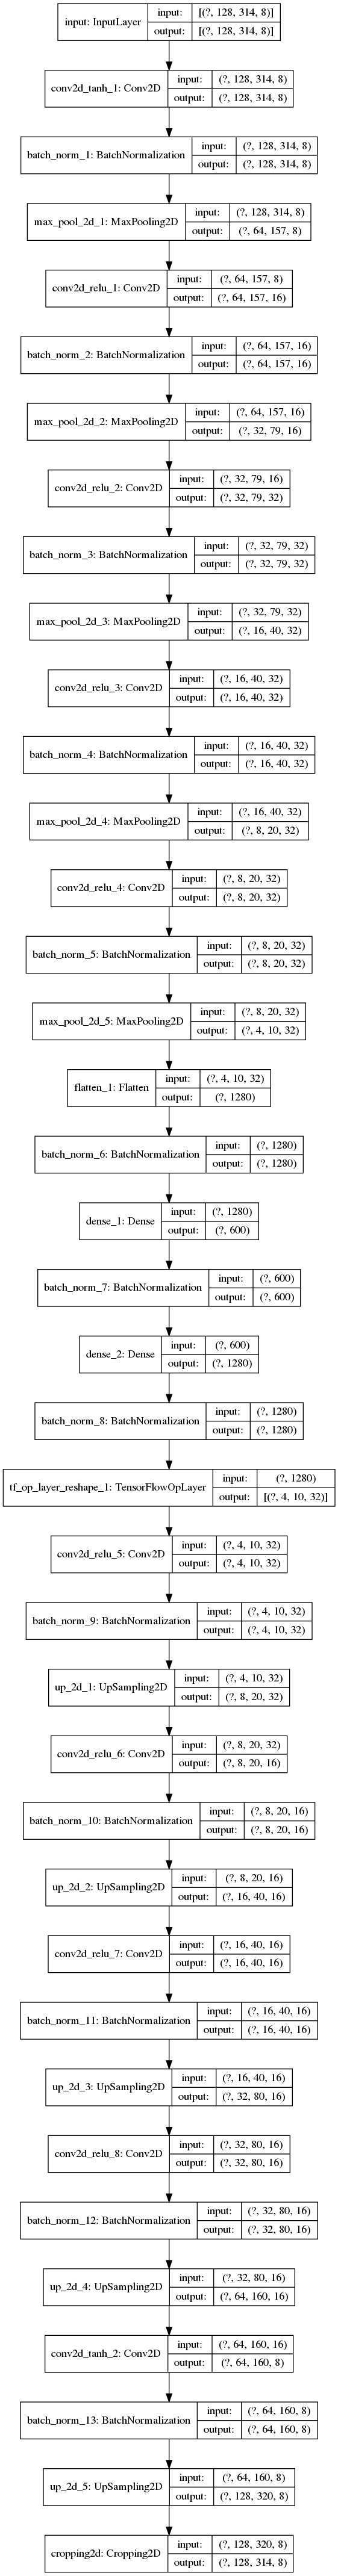 input: InputLayer input: [(?, 128, 314, 8)]
output: [(?, 128, 314, 8)]
conv2d_tanh_1: Conv2D input: (?, 128, 314, 8)
output: (?, 128, 314, 8)
batch_norm_1: BatchNormalization input: (?, 128, 314, 8)
output: (?, 128, 314, 8)
max_pool_2d_1: MaxPooling2D input: (?, 128, 314, 8)
output: (?, 64, 157, 8)
conv2d_relu_1: Conv2D input: (?, 64, 157, 8)
output: (?, 64, 157, 16)
batch_norm_2: BatchNormalization input: (?, 64, 157, 16)
output: (?, 64, 157, 16)
max_pool_2d_2: MaxPooling2D input: (?, 64, 157, 16)
output: (?, 32, 79, 16)
conv2d_relu_2: Conv2D input: (?, 32, 79, 16)
output: (?, 32, 79, 32)
batch_norm_3: BatchNormalization input: (?, 32, 79, 32)
output: (?, 32, 79, 32)
max_pool_2d_3: MaxPooling2D input: (?, 32, 79, 32)
output: (?, 16, 40, 32)
conv2d_relu_3: Conv2D input: (?, 16, 40, 32)
output: (?, 16, 40, 32)
batch_norm_4: BatchNormalization input: (?, 16, 40, 32)
output: (?, 16, 40, 32)
max_pool_2d_4: MaxPooling2D input: (?, 16, 40, 32)
output: (?, 8, 20, 32)
conv2d_relu_4: Conv2D input: (?, 8, 20, 32)
output: (?, 8, 20, 32)
batch_norm_5: BatchNormalization input: (?, 8, 20, 32)
output: (?, 8, 20, 32)
max_pool_2d_5: MaxPooling2D input: (?, 8, 20, 32)
output: (?, 4, 10, 32)
flatten_1: Flatten input: (?, 4, 10, 32)
output: (?, 1280)
batch_norm_6: BatchNormalization input: (?, 1280)
output: (?, 1280)
dense_1: Dense input: (?, 1280)
output: (?, 600)
batch_norm_7: BatchNormalization input: (?, 600)
output: (?, 600)
dense_2: Dense input: (?, 600)
output: (?, 1280)
batch_norm_8: BatchNormalization input: (?, 1280)
output: (?, 1280)
tf_op_layer_reshape_1: TensorFlowOpLayer input: (?, 1280)
output: [(?, 4, 10, 32)]
conv2d_relu_5: Conv2D input: (?, 4, 10, 32)
output: (?, 4, 10, 32)
batch_norm_9: BatchNormalization input: (?, 4, 10, 32)
output: (?, 4, 10, 32)
up_2d_1: UpSampling2D input: (?, 4, 10, 32)
output: (?, 8, 20, 32)
conv2d_relu_6: Conv2D input: (?, 8, 20, 32)
output: (?, 8, 20, 16)
batch_norm_10: BatchNormalization input: (?, 8, 20, 16)
output: (?, 8, 20, 16)
up_2d_2: UpSampling2D input: (?, 8, 20, 16)
output: (?, 16, 40, 16)
conv2d_relu_7: Conv2D input: (?, 16, 40, 16)
output: (?, 16, 40, 16)
batch_norm_11: BatchNormalization input: (?, 16, 40, 16)
output: (?, 16, 40, 16)
up_2d_3: UpSampling2D input: (?, 16, 40, 16)
output: (?, 32, 80, 16)
conv2d_relu_8: Conv2D input: (?, 32, 80, 16)
output: (?, 32, 80, 16)
batch_norm_12: BatchNormalization input: (?, 32, 80, 16)
output: (?, 32, 80, 16)
up_2d_4: UpSampling2D input: (?, 32, 80, 16)
output: (?, 64, 160, 16)
conv2d_tanh_2: Conv2D input: (?, 64, 160, 16)
output: (?, 64, 160, 8)
batch_norm_13: BatchNormalization input: (?, 64, 160, 8)
output: (?, 64, 160, 8)
up_2d_5: UpSampling2D input: (?, 64, 160, 8)
output: (?, 128, 320, 8)
cropping2d: Cropping2D input: (?, 128, 320, 8)
output: (?, 128, 314, 8)